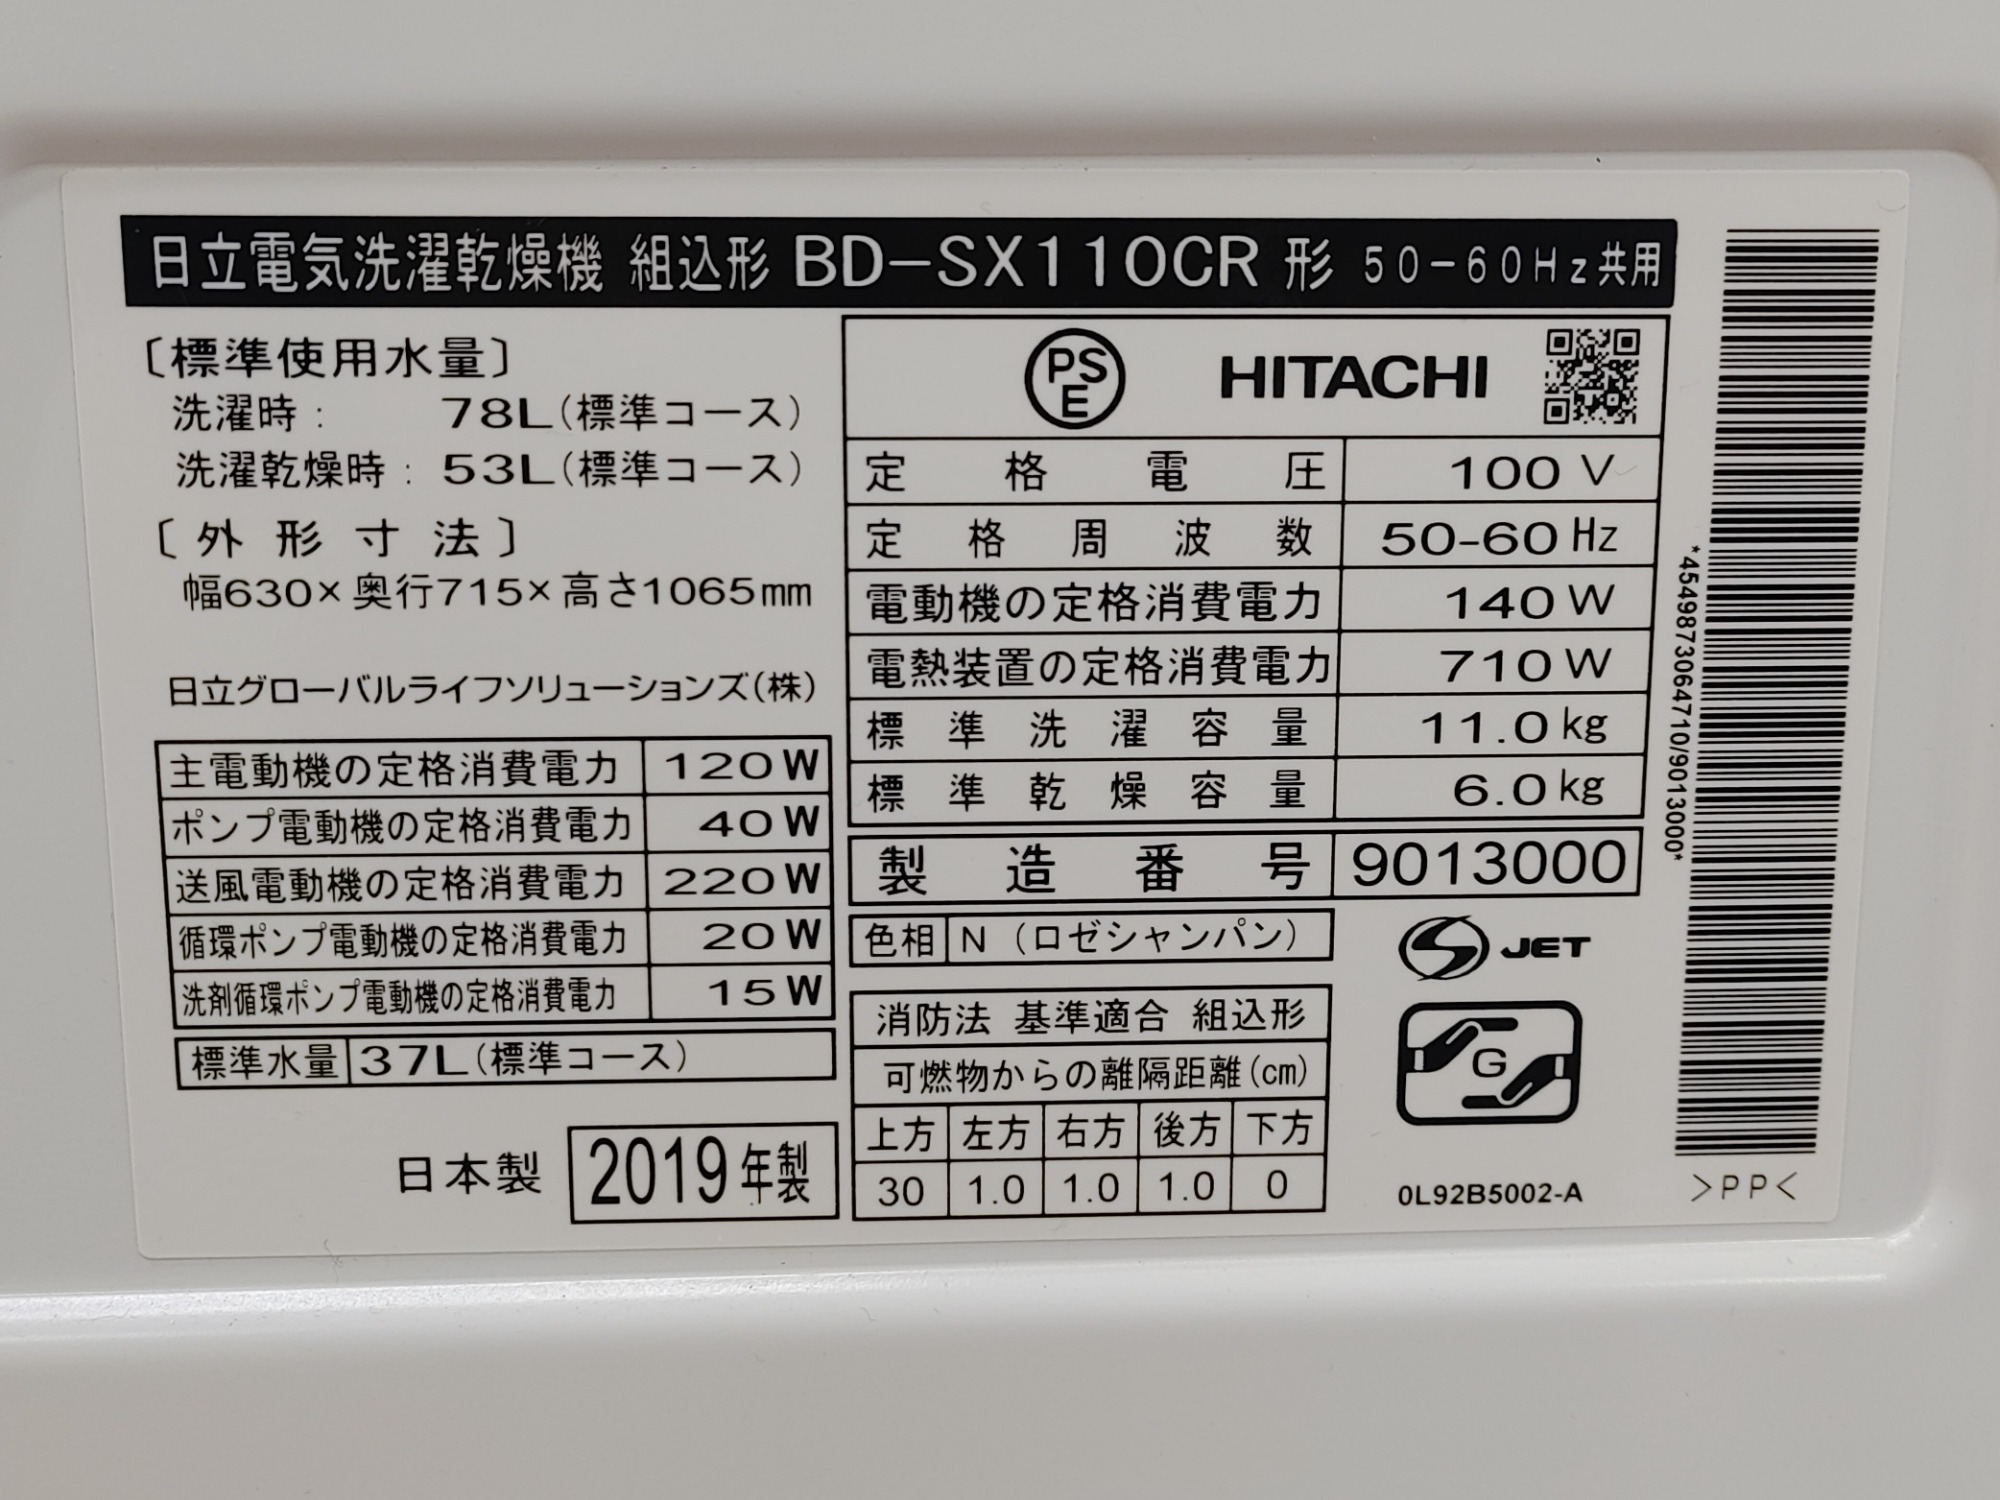 日立電気洗濯乾燥機 組込形 BD-SX110CR 形 50-60Hz共用
〔標準使用水量〕
洗濯時： 78L(標準コース)
洗濯乾燥時： 53L(標準コース)
〔外形寸法〕
幅630×奥行715×高さ1065mm
日立グローバルライフソリューションズ(株)
主電動機の定格消費電力 120W
ポンプ電動機の定格消費電力 40W
送風電動機の定格消費電力 220W
循環ポンプ電動機の定格消費電力 20W
洗剤循環ポンプ電動機の定格消費電力 15W
標準水量 37L(標準コース)
日本製 2019年製
PSE HITACHI
定格電圧 100 V
定格周波数 50-60 Hz
電動機の定格消費電力 140 W
電熱装置の定格消費電力 710 W
標準洗濯容量 11.0 kg
標準乾燥容量 6.0 kg
製造番号 9013000
色相 N (ロゼシャンパン)
消防法 基準適合 組込形
可燃物からの離隔距離(cm)
上方 左方 右方 後方 下方
30 1.0 1.0 1.0 0
S JET
G
0L92B5002-A
*4549873064710/9013000*
>PP<